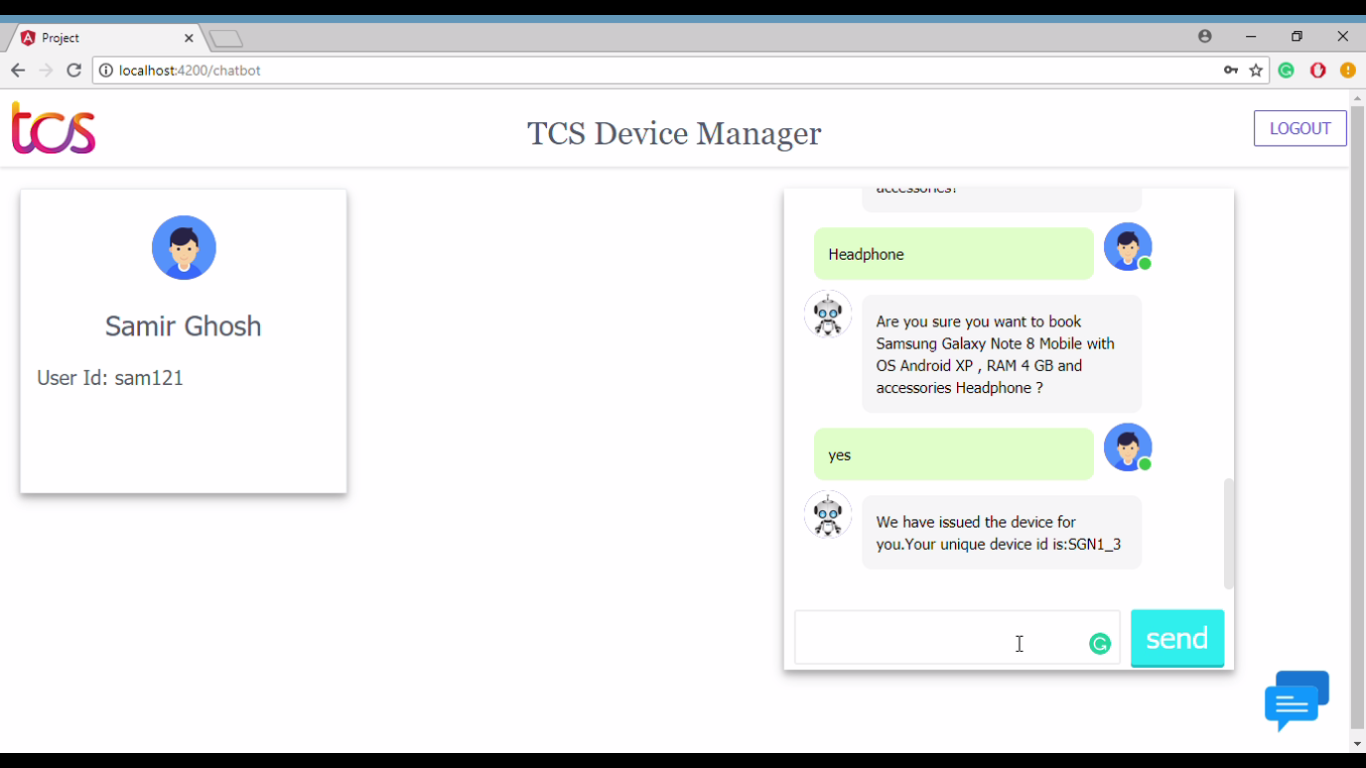 Project
localhost:4200/chatbot
tcs
TCS Device Manager
LOGOUT
Samir Ghosh
User Id: sam121
accessories?
Headphone
Are you sure you want to book
Samsung Galaxy Note 8 Mobile with
OS Android XP , RAM 4 GB and
accessories Headphone ?
yes
We have issued the device for
you.Your unique device id is:SGN1_3
send